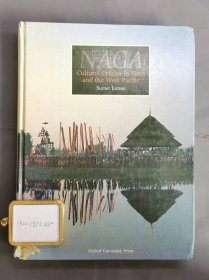 NAGA
Cultural Origins in Siam
and the West Pacific
Sumet Jumsai
Oxford University Press